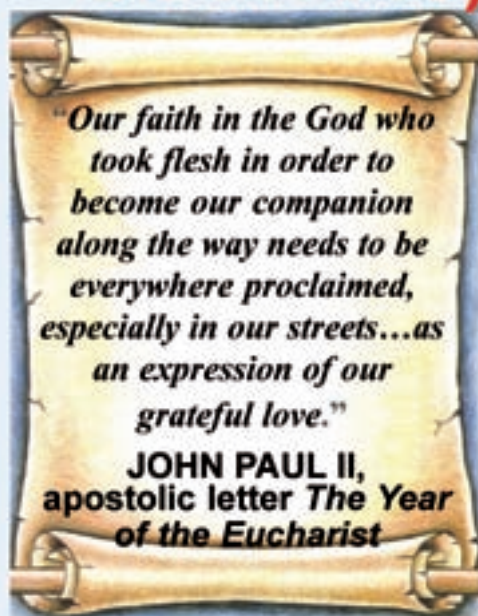 "Our faith in the God who
took flesh in order to
become our companion
along the way needs to be
everywhere proclaimed,
especially in our streets...as
an expression of our
grateful love."
JOHN PAUL II,
apostolic letter The Year
of the Eucharist